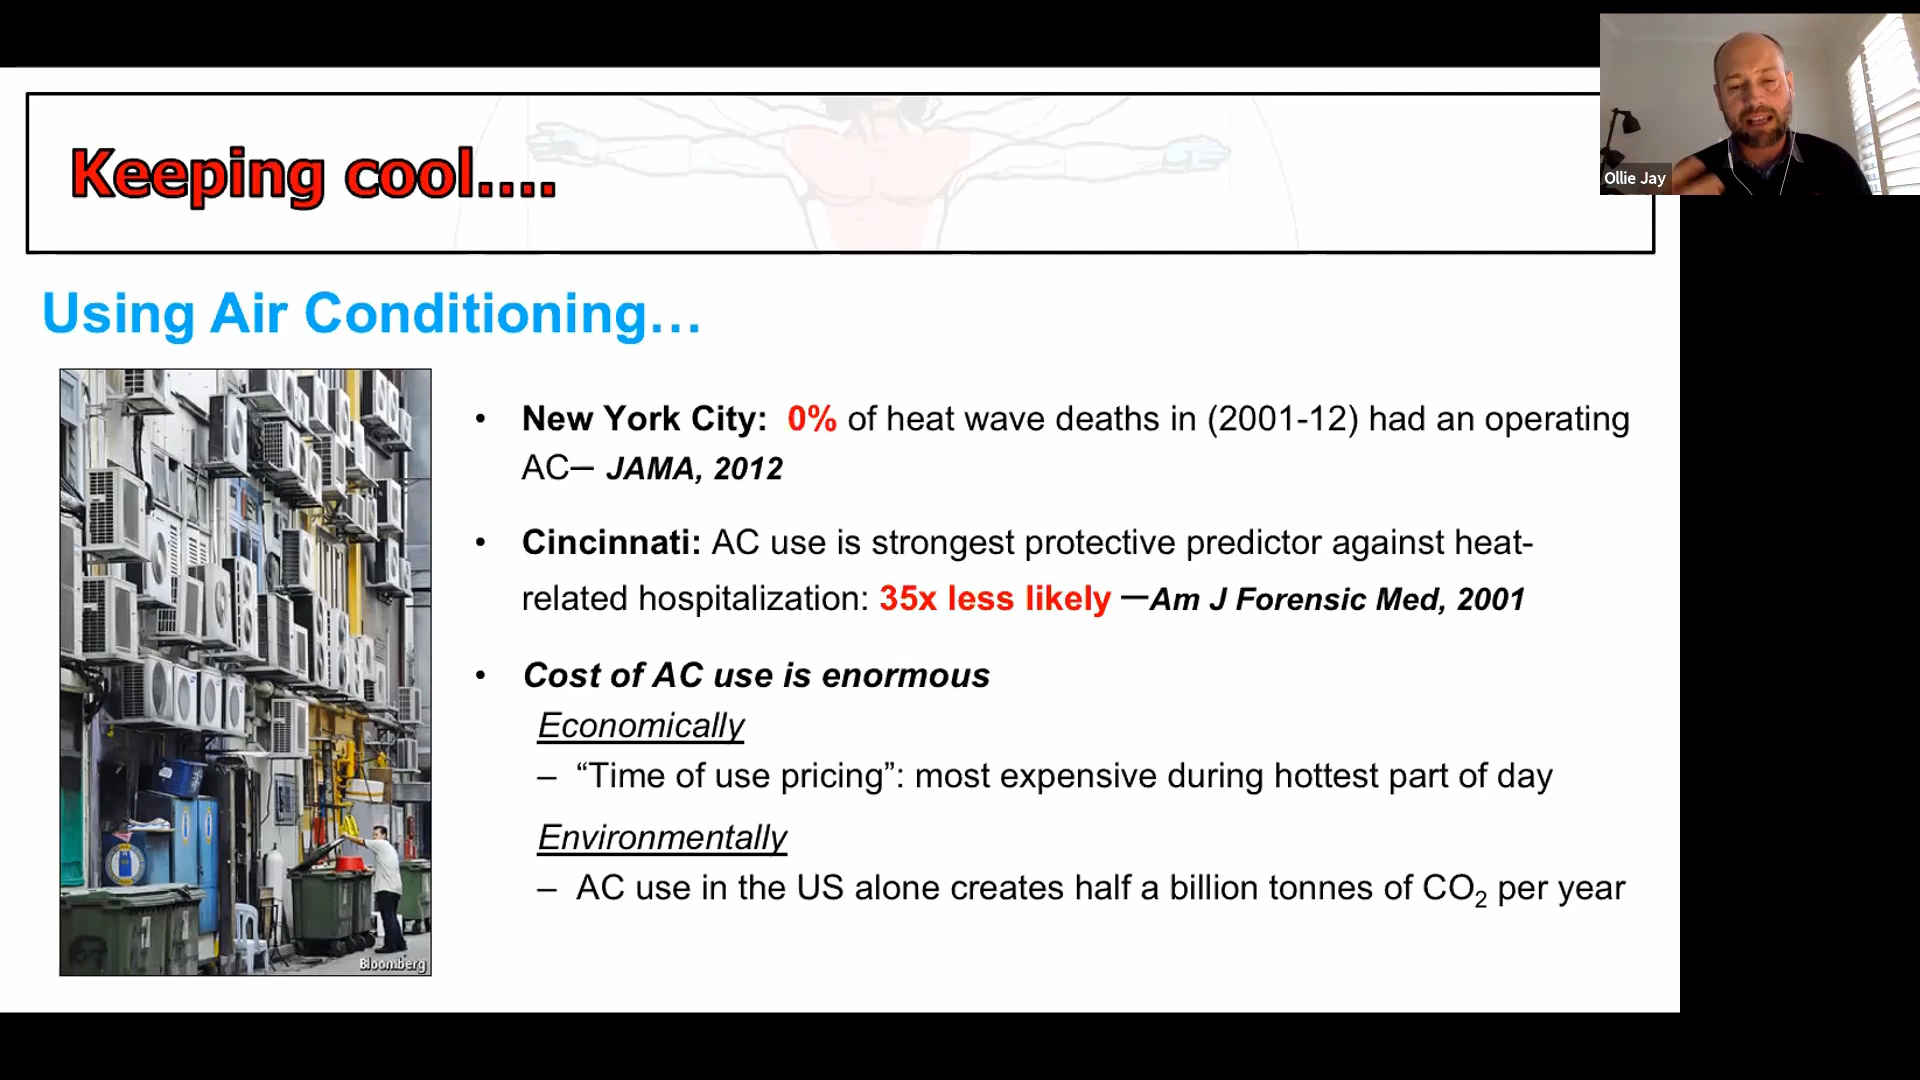 Ollie Jay
Keeping cool....
Using Air Conditioning…
• New York City: 0% of heat wave deaths in (2001-12) had an operating
AC– JAMA, 2012
• Cincinnati: AC use is strongest protective predictor against heat-
related hospitalization: 35x less likely —Am J Forensic Med, 2001
• Cost of AC use is enormous
Economically
– “Time of use pricing”: most expensive during hottest part of day
Environmentally
– AC use in the US alone creates half a billion tonnes of CO₂ per year
Bloomberg